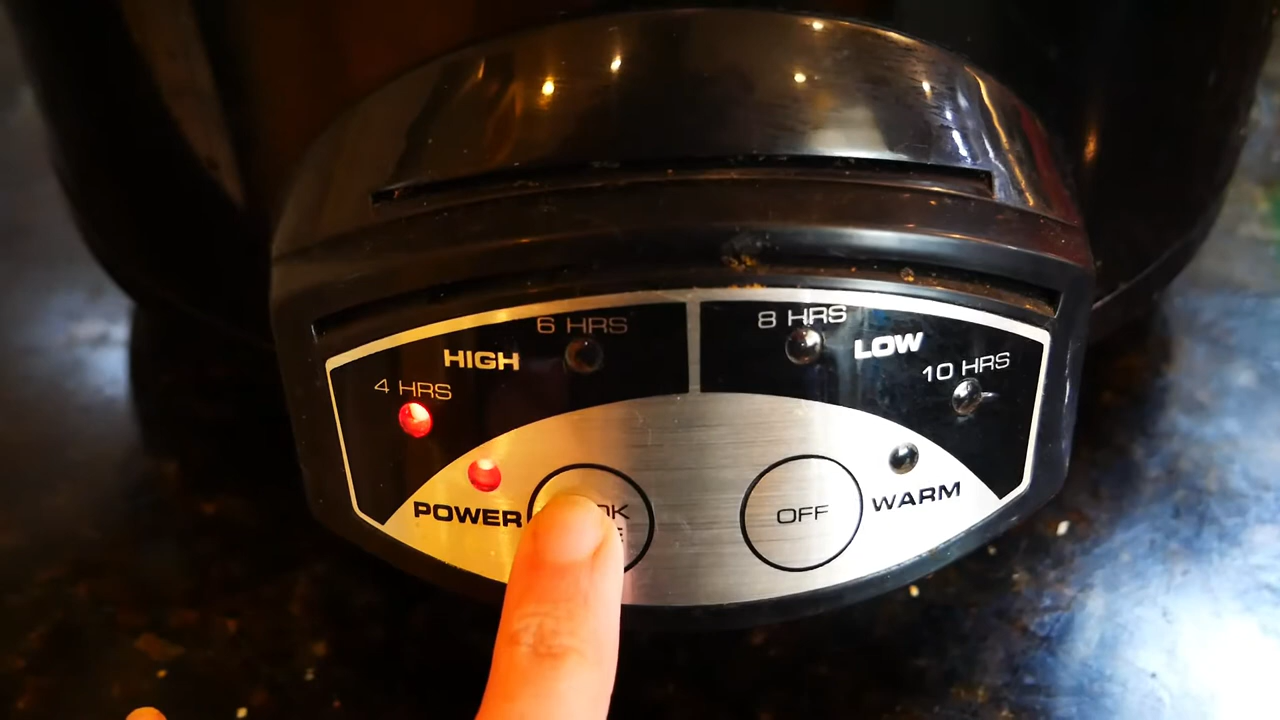 6 HRS
8 HRS
HIGH
LOW
4 HRS
10 HRS
POWER
OFF
WARM